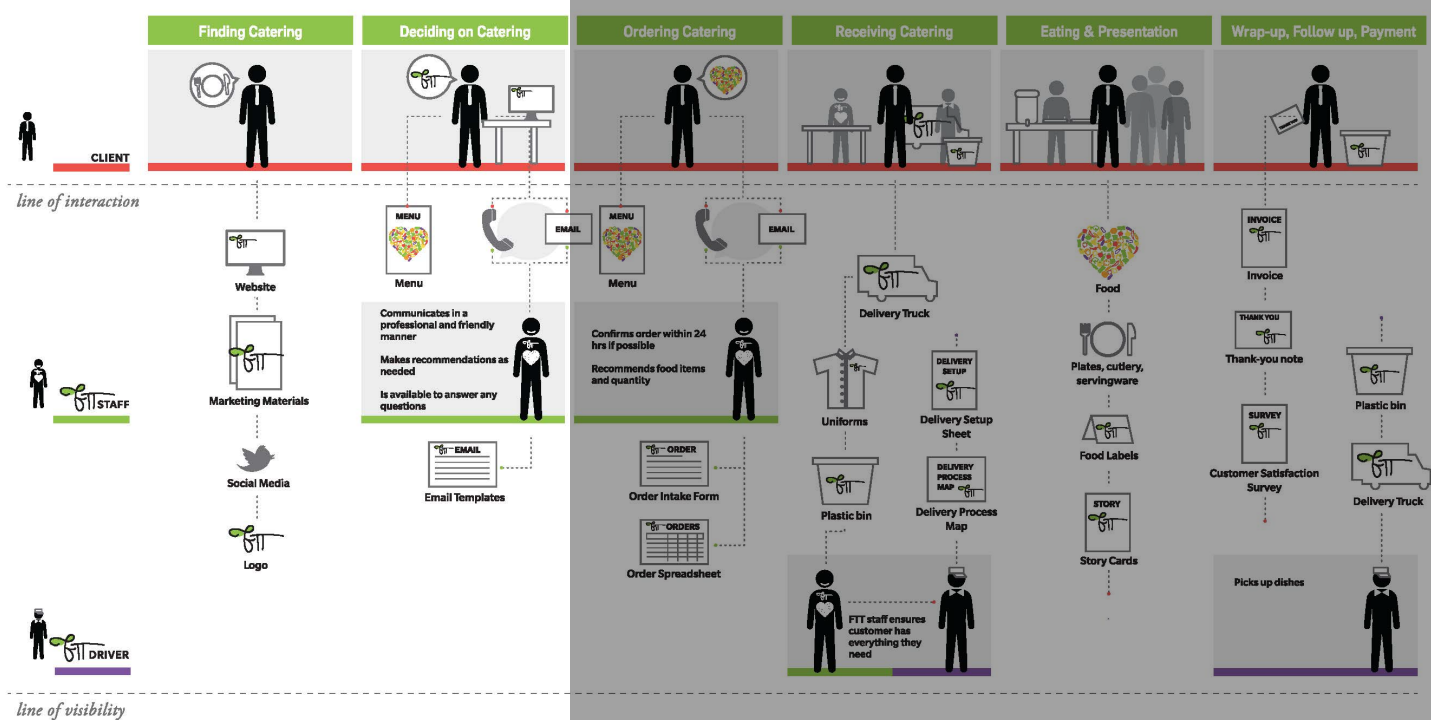 Finding Catering
Deciding on Catering
Ordering Catering
Receiving Catering
Eating & Presentation
Wrap-up, Follow up, Payment
CLIENT
THANK YOU
line of interaction
Website
Marketing Materials
Social Media
Logo
MENU
Menu
EMAIL
Communicates in a
professional and friendly
manner
Makes recommendations as
needed
Is available to answer any
questions
EMAIL
Email Templates
MENU
Menu
EMAIL
Confirms order within 24
hrs if possible
Recommends food items
and quantity
ORDER
Order Intake Form
ORDERS
Order Spreadsheet
Delivery Truck
Uniforms
Plastic bin
DELIVERY
SETUP
Delivery Setup
Sheet
DELIVERY
PROCESS
MAP
Delivery Process
Map
FTT staff ensures
customer has
everything they
need
Food
Plates, cutlery,
servingware
Food Labels
STORY
Story Cards
INVOICE
Invoice
THANK YOU
Thank-you note
SURVEY
Customer Satisfaction
Survey
Plastic bin
Delivery Truck
Picks up dishes
STAFF
DRIVER
line of visibility